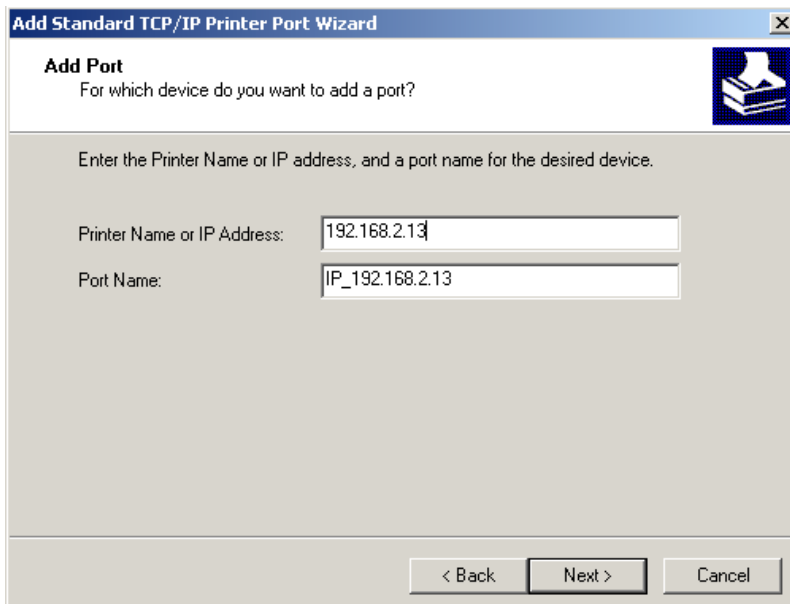 Add Standard TCP/IP Printer Port Wizard
Add Port
For which device do you want to add a port?
Enter the Printer Name or IP address, and a port name for the desired device.
Printer Name or IP Address: 192.168.2.13
Port Name: IP_192.168.2.13
< Back Next > Cancel